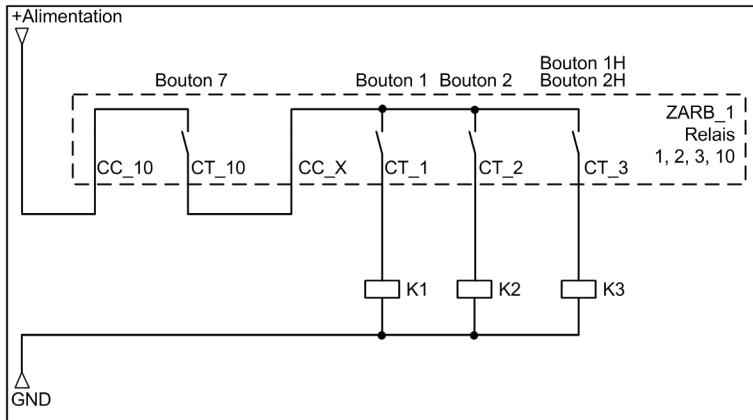 +Alimentation
Bouton 1H
Bouton 7
Bouton 1
Bouton 2
Bouton 2H
ZARB_1
Relais
1, 2, 3, 10
CC_10
CT_10
CC_X
CT_1
CT_2
CT_3
K1
K2
K3
GND